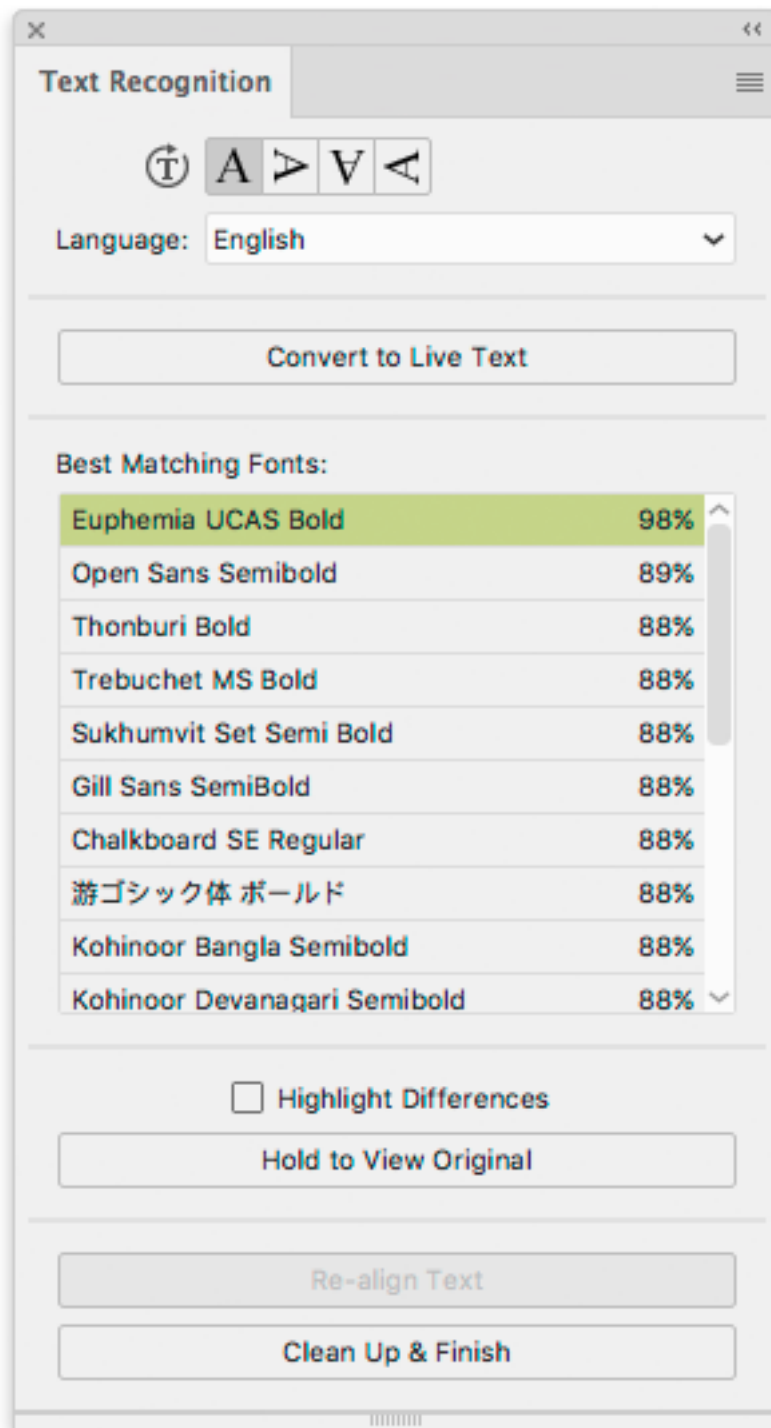 Text Recognition
T A A A A
Language: English
Convert to Live Text
Best Matching Fonts:
Euphemia UCAS Bold 98%
Open Sans Semibold 89%
Thonburi Bold 88%
Trebuchet MS Bold 88%
Sukhumvit Set Semi Bold 88%
Gill Sans SemiBold 88%
Chalkboard SE Regular 88%
游ゴシック体 ボールド 88%
Kohinoor Bangla Semibold 88%
Kohinoor Devanagari Semibold 88%
Highlight Differences
Hold to View Original
Re-align Text
Clean Up & Finish